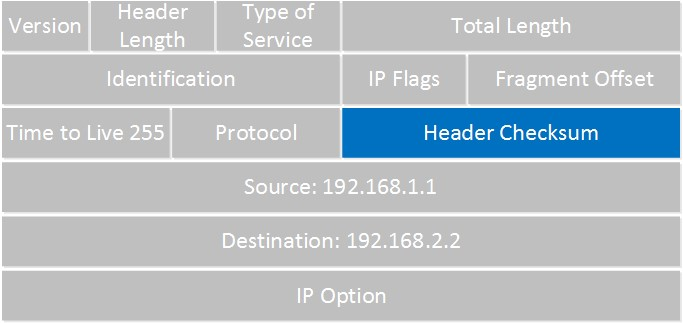 Version
Header
Length
Type of
Service
Total Length
Identification
IP Flags
Fragment Offset
Time to Live 255
Protocol
Header Checksum
Source: 192.168.1.1
Destination: 192.168.2.2
IP Option